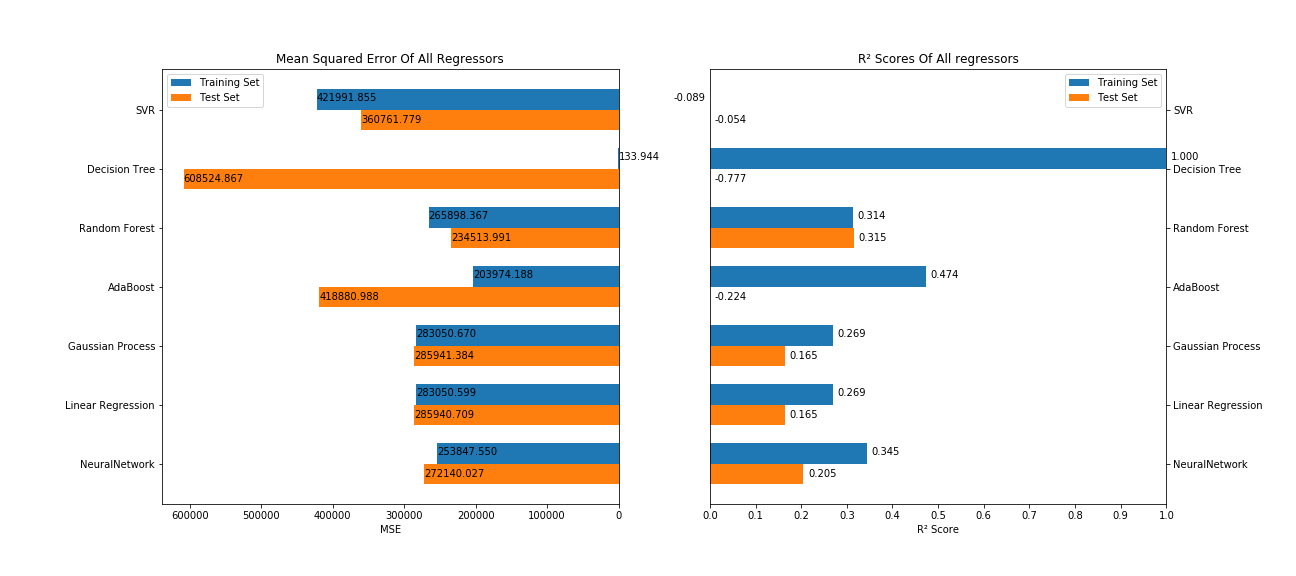 Mean Squared Error Of All Regressors
Training Set
Test Set
SVR
421991.855
360761.779
Decision Tree
133.944
608524.867
Random Forest
265898.367
234513.991
AdaBoost
203974.188
418880.988
Gaussian Process
283050.670
285941.384
Linear Regression
283050.599
285940.709
NeuralNetwork
253847.550
272140.027
600000 500000 400000 300000 200000 100000 0
MSE
R² Scores Of All regressors
Training Set
Test Set
-0.089
SVR
-0.054
1.000
Decision Tree
-0.777
0.314
Random Forest
0.315
0.474
AdaBoost
-0.224
0.269
Gaussian Process
0.165
0.269
Linear Regression
0.165
0.345
NeuralNetwork
0.205
0.0 0.1 0.2 0.3 0.4 0.5 0.6 0.7 0.8 0.9 1.0
R² Score